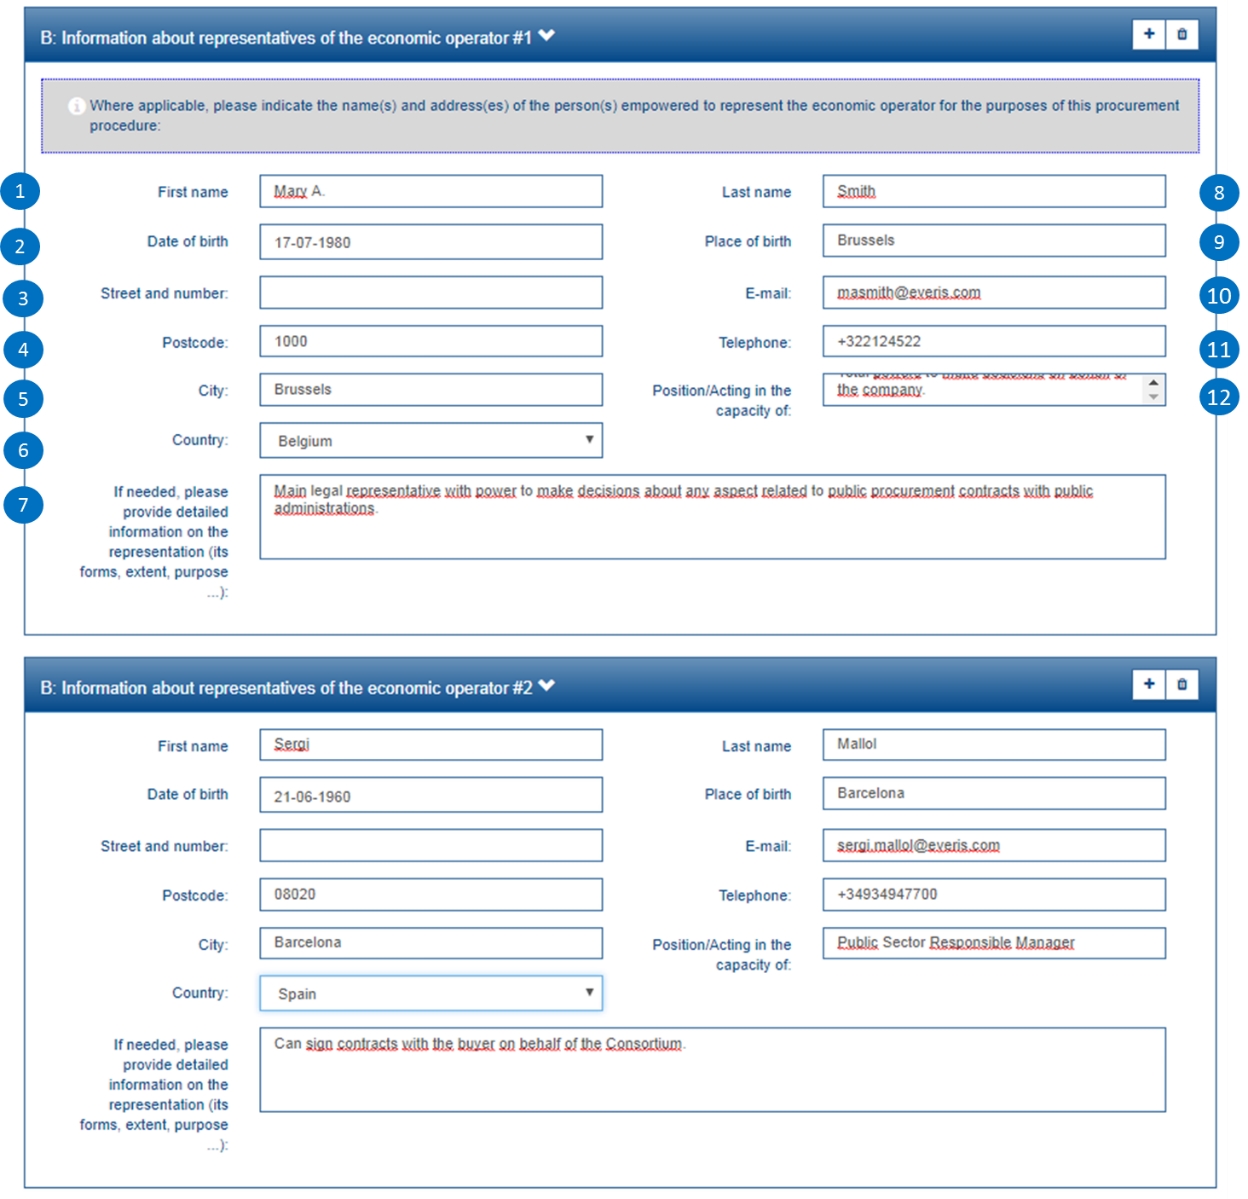 B: Information about representatives of the economic operator #1
Where applicable, please indicate the name(s) and address(es) of the person(s) empowered to represent the economic operator for the purposes of this procurement
procedure:
1 First name Mary A. Last name Smith 8
2 Date of birth 17-07-1980 Place of birth Brussels 9
3 Street and number: E-mail: masmith@everis.com 10
4 Postcode: 1000 Telephone: +322124522 11
5 City: Brussels Position/Acting in the capacity of: the company. 12
6 Country: Belgium
7 If needed, please
provide detailed
information on the
representation (its
forms, extent, purpose
...):
Main legal representative with power to make decisions about any aspect related to public procurement contracts with public
administrations.
B: Information about representatives of the economic operator #2
First name Sergi Last name Mallol
Date of birth 21-06-1960 Place of birth Barcelona
Street and number: E-mail: sergi.mallol@everis.com
Postcode: 08020 Telephone: +34934947700
City: Barcelona Position/Acting in the capacity of: Public Sector Responsible Manager
Country: Spain
If needed, please
provide detailed
information on the
representation (its
forms, extent, purpose
...):
Can sign contracts with the buyer on behalf of the Consortium.